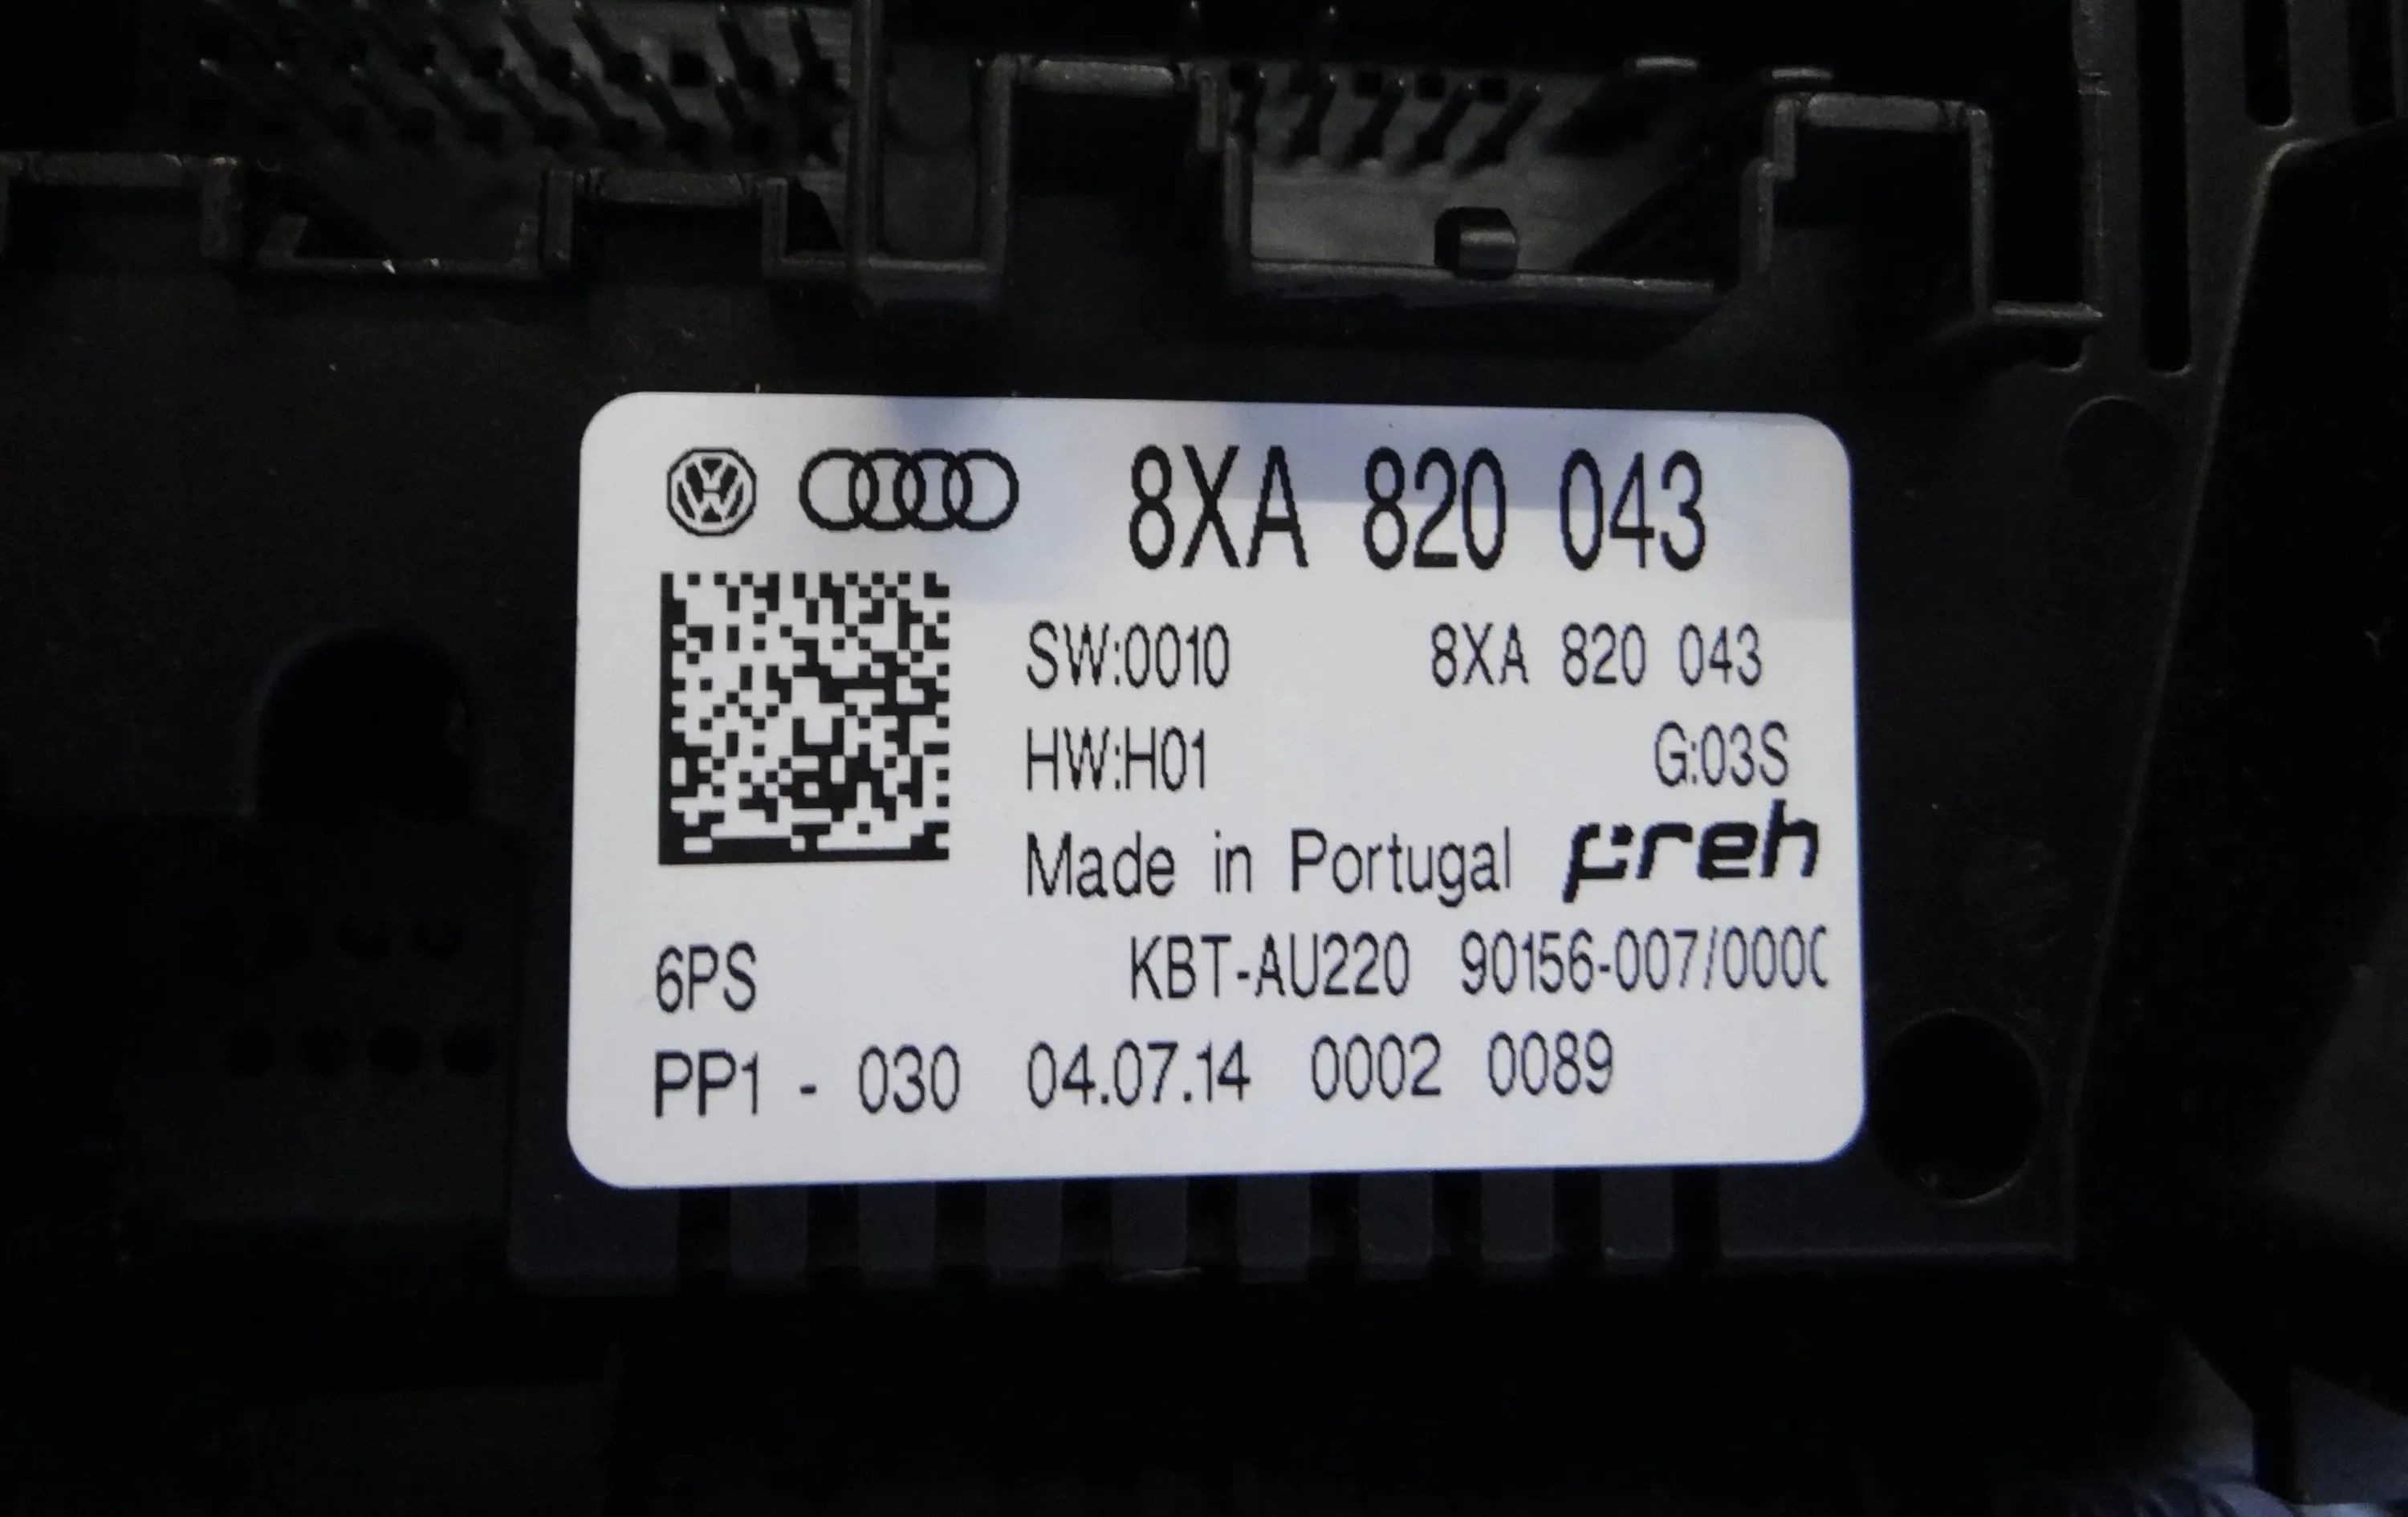 8XA 820 043
SW:0010 8XA 820 043
HW:H01 G:03S
Made in Portugal preh
6PS KBT-AU220 90156-007/000
PP1 - 030 04.07.14 0002 0089